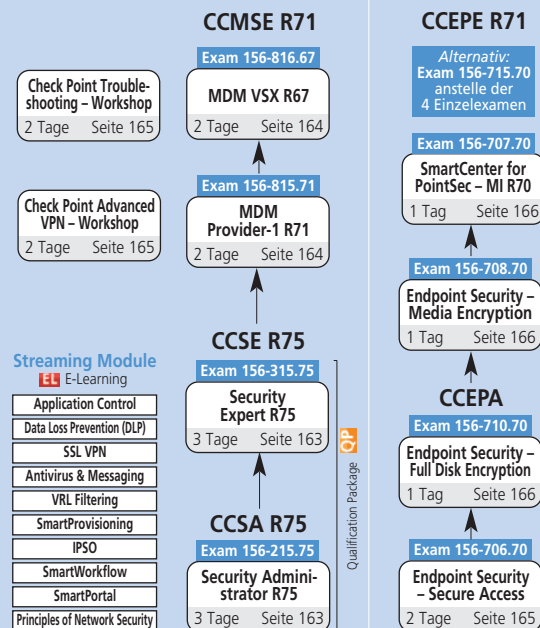 CCMSE R71
Exam 156-816.67
MDM VSX R67
2 Tage Seite 164
Exam 156-815.71
MDM
Provider-1 R71
2 Tage Seite 164
CCSE R75
Exam 156-315.75
Security
Expert R75
3 Tage Seite 163
CCSA R75
Exam 156-215.75
Security Admini-
strator R75
3 Tage Seite 163
Qualification Package
QP
Check Point Trouble-
shooting – Workshop
2 Tage Seite 165
Check Point Advanced
VPN – Workshop
2 Tage Seite 165
Streaming Module
EL E-Learning
Application Control
Data Loss Prevention (DLP)
SSL VPN
Antivirus & Messaging
VRL Filtering
SmartProvisioning
IPSO
SmartWorkflow
SmartPortal
Principles of Network Security
CCEPE R71
Alternativ:
Exam 156-715.70
anstelle der
4 Einzelexamen
Exam 156-707.70
SmartCenter for
PointSec – MI R70
1 Tag Seite 166
Exam 156-708.70
Endpoint Security –
Media Encryption
1 Tag Seite 166
CCEPA
Exam 156-710.70
Endpoint Security –
Full Disk Encryption
1 Tag Seite 166
Exam 156-706.70
Endpoint Security
– Secure Access
2 Tage Seite 165